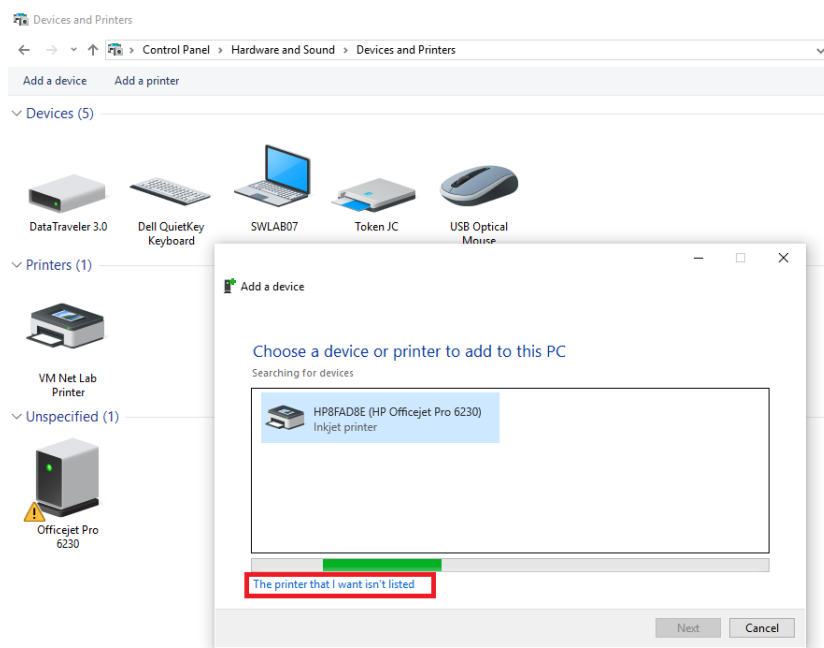 Devices and Printers
Control Panel > Hardware and Sound > Devices and Printers
Add a device Add a printer
Devices (5)
DataTraveler 3.0
Dell QuietKey
Keyboard
SWLAB07
Token JC
USB Optical
Mouse
Printers (1)
VM Net Lab
Printer
Unspecified (1)
Officejet Pro
6230
Add a device
Choose a device or printer to add to this PC
Searching for devices
HP8FAD8E (HP Officejet Pro 6230)
Inkjet printer
The printer that I want isn't listed
Next Cancel